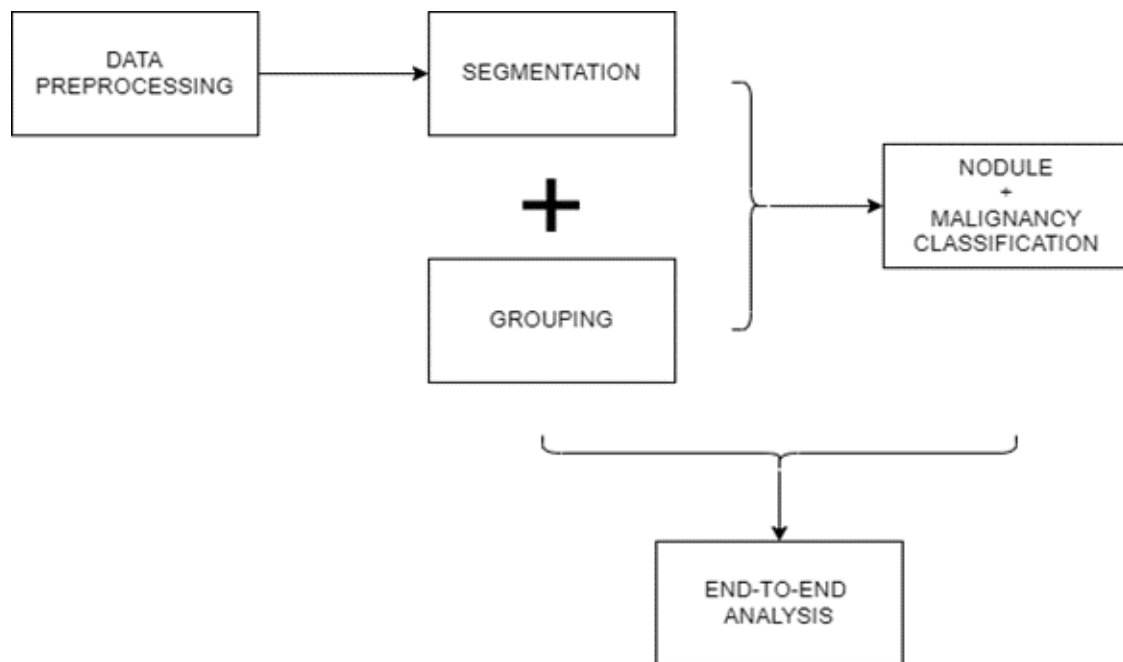 DATA
PREPROCESSING
SEGMENTATION
+
GROUPING
NODULE
+
MALIGNANCY
CLASSIFICATION
END-TO-END
ANALYSIS